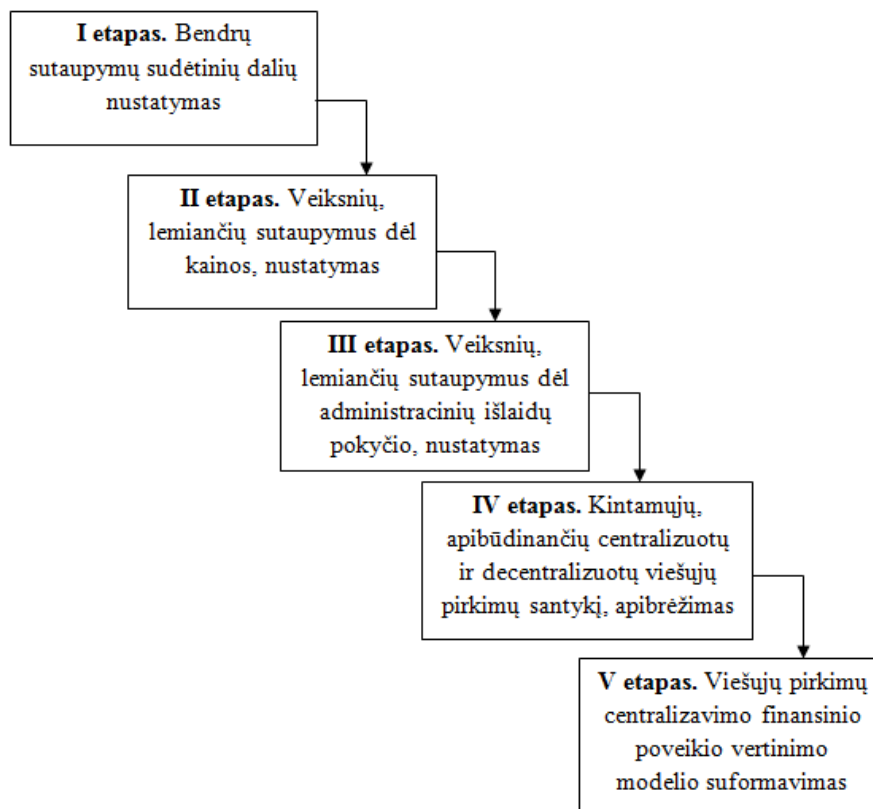 I etapas. Bendrų
sutaupymų sudėtinių dalių
nustatymas
II etapas. Veiksnių,
lemiančių sutaupymus dėl
kainos, nustatymas
III etapas. Veiksnių,
lemiančių sutaupymus dėl
administracinių išlaidų
pokyčio, nustatymas
IV etapas. Kintamųjų,
apibūdinančių centralizuotų
ir decentralizuotų viešųjų
pirkimų santykį, apibrėžimas
V etapas. Viešųjų pirkimų
centralizavimo finansinio
poveikio vertinimo
modelio suformavimas